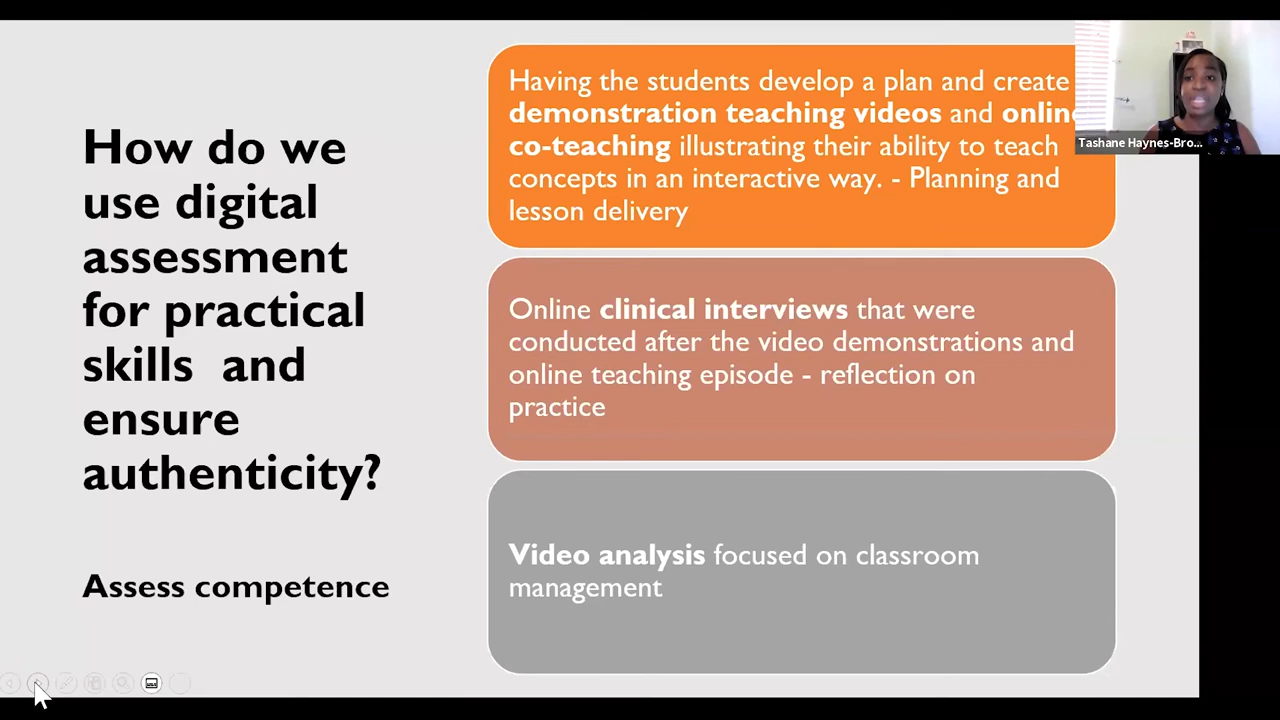 How do we
use digital
assessment
for practical
skills and
ensure
authenticity?
Assess competence
Having the students develop a plan and create
demonstration teaching videos and online
co-teaching illustrating their ability to teach
concepts in an interactive way. - Planning and
lesson delivery
Online clinical interviews that were
conducted after the video demonstrations and
online teaching episode - reflection on
practice
Video analysis focused on classroom
management
Tashane Haynes-Bro...